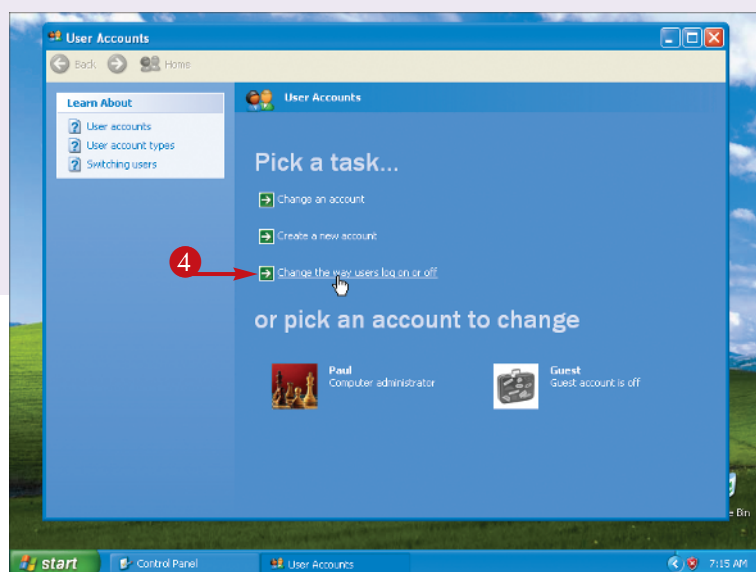 User Accounts
Back Home
Learn About
User accounts
User account types
Switching users
User Accounts
Pick a task...
Change an account
Create a new account
4
Change the way users log on or off
or pick an account to change
Paul
Computer administrator
Guest
Guest account is off
e Bin
start
Control Panel
User Accounts
7:15 AM